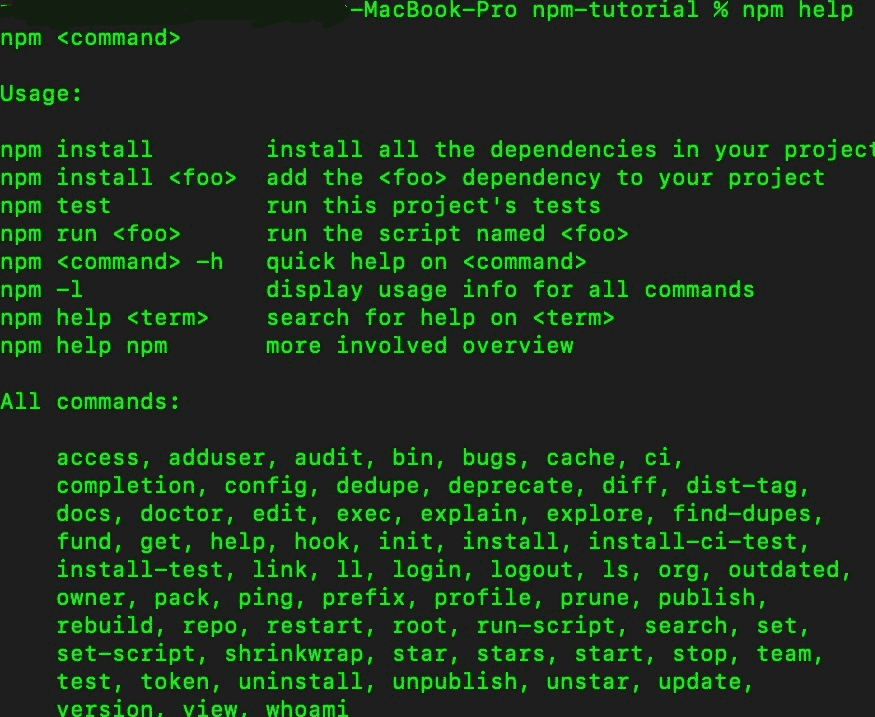 -MacBook-Pro npm-tutorial % npm help
npm <command>
Usage:
npm install        install all the dependencies in your project
npm install <foo>  add the <foo> dependency to your project
npm test           run this project's tests
npm run <foo>      run the script named <foo>
npm <command> -h   quick help on <command>
npm -l             display usage info for all commands
npm help <term>    search for help on <term>
npm help npm       more involved overview
All commands:
access, adduser, audit, bin, bugs, cache, ci,
completion, config, dedupe, deprecate, diff, dist-tag,
docs, doctor, edit, exec, explain, explore, find-dupes,
fund, get, help, hook, init, install, install-ci-test,
install-test, link, ll, login, logout, ls, org, outdated,
owner, pack, ping, prefix, profile, prune, publish,
rebuild, repo, restart, root, run-script, search, set,
set-script, shrinkwrap, star, stars, start, stop, team,
test, token, uninstall, unpublish, unstar, update,
version, view, whoami